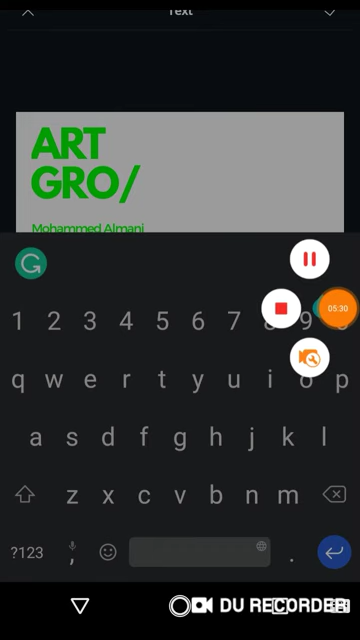 Text
ART
GRO/
Mohammed Almani
1 2 3 4 5 6 7 8 9
05:30
q w e r t y u i o p
a s d f g h j k l
z x c v b n m
?123 , .
DU RECORDER